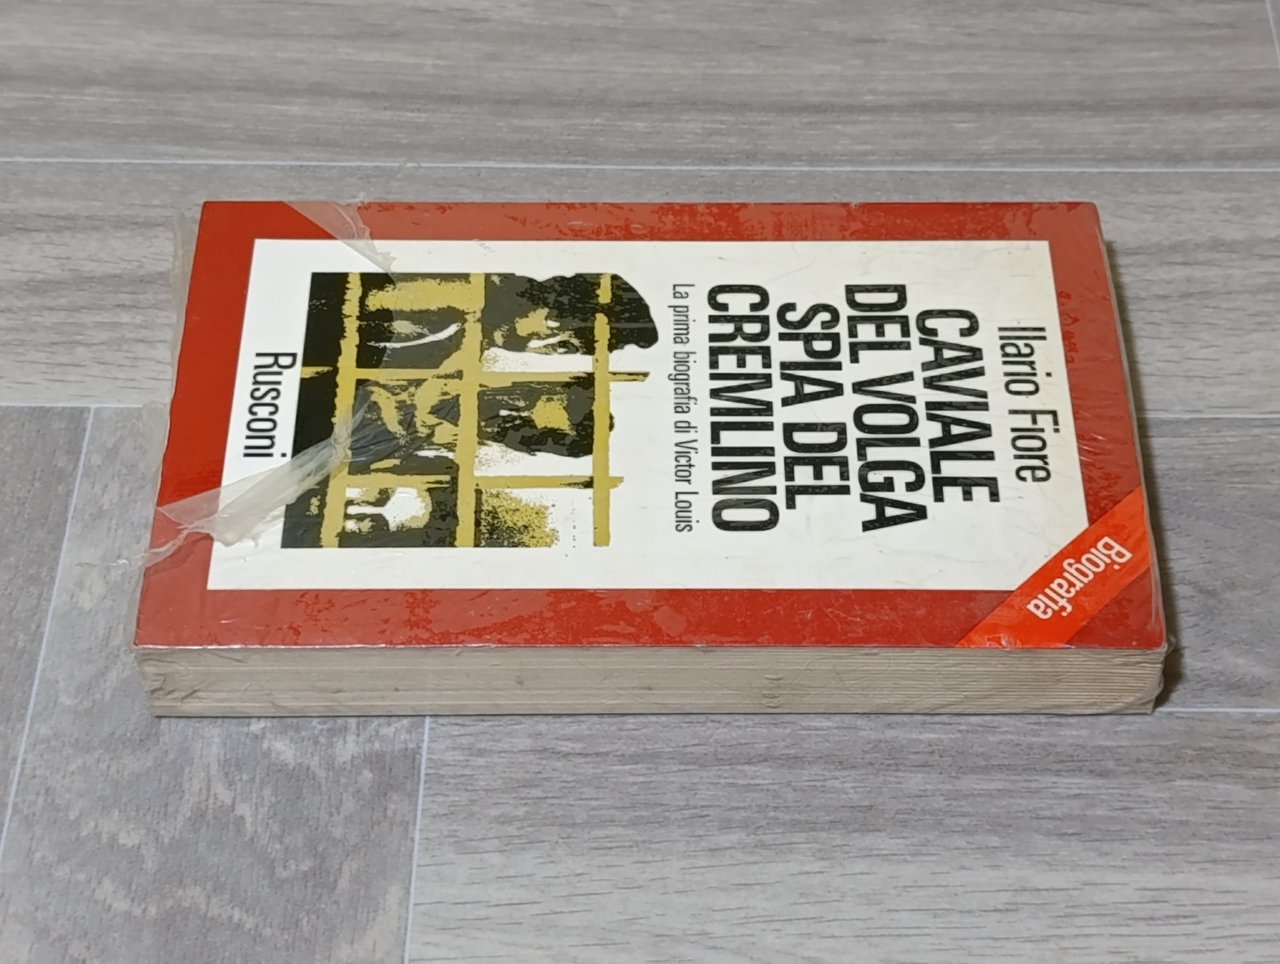 Ilario Fiore
CAVIALE
DEL VOLGA
SPIA DEL
CREMLINO
La prima biografia di Victor Louis
Rusconi
Biografia